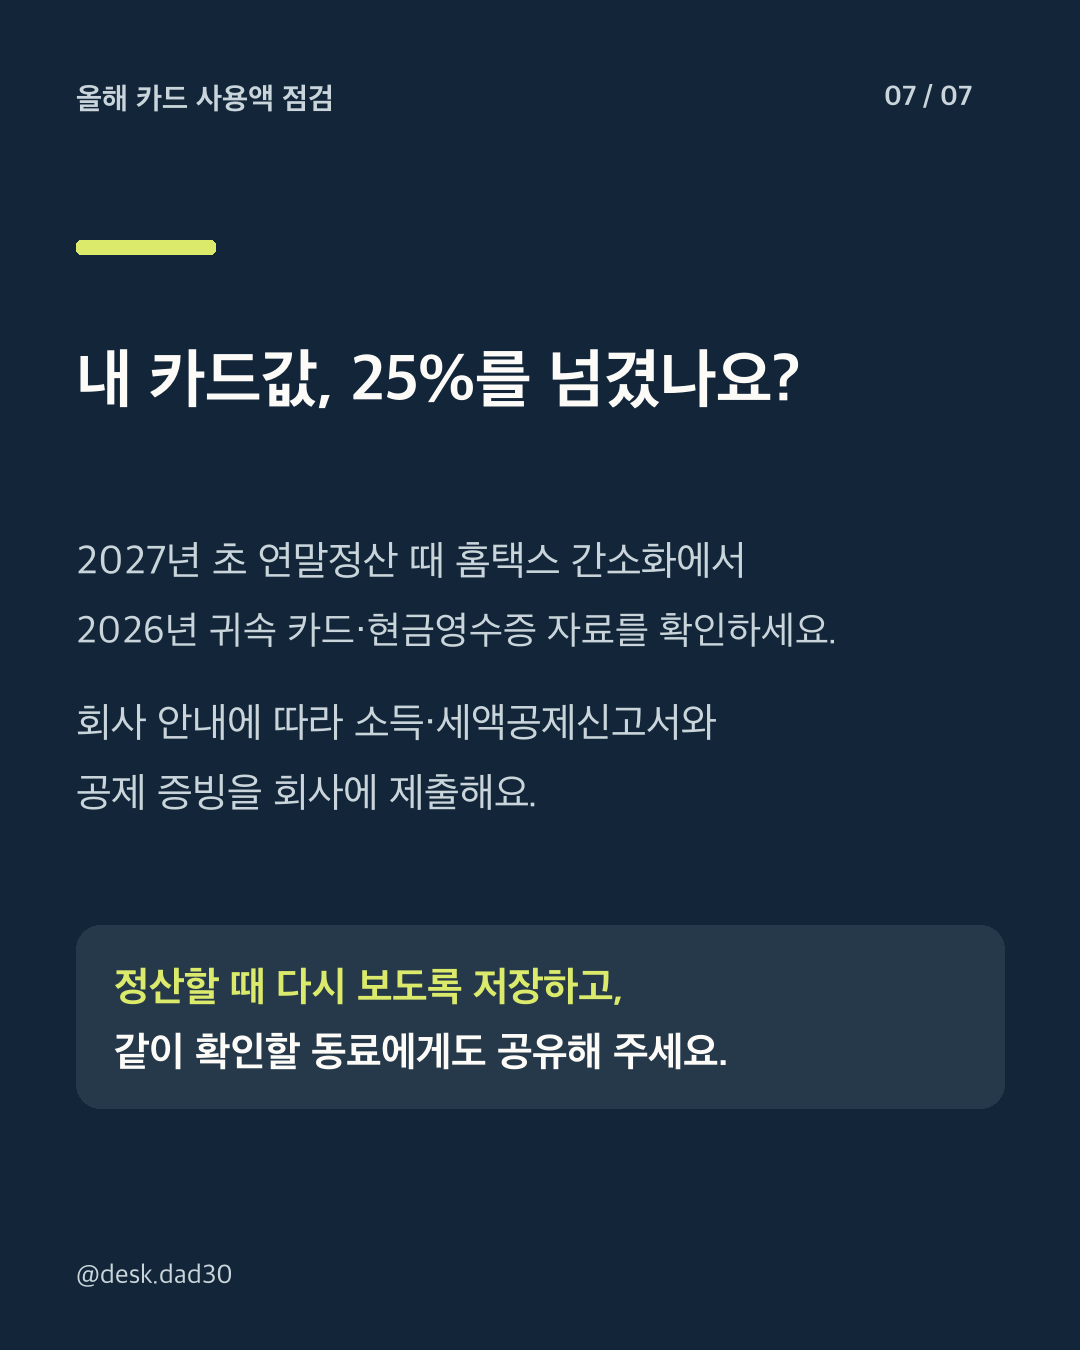 올해 카드 사용액 점검
07 / 07
내 카드값, 25%를 넘겼나요?
2027년 초 연말정산 때 홈택스 간소화에서
2026년 귀속 카드·현금영수증 자료를 확인하세요.
회사 안내에 따라 소득·세액공제신고서와
공제 증빙을 회사에 제출해요.
정산할 때 다시 보도록 저장하고,
같이 확인할 동료에게도 공유해 주세요.
@desk.dad30